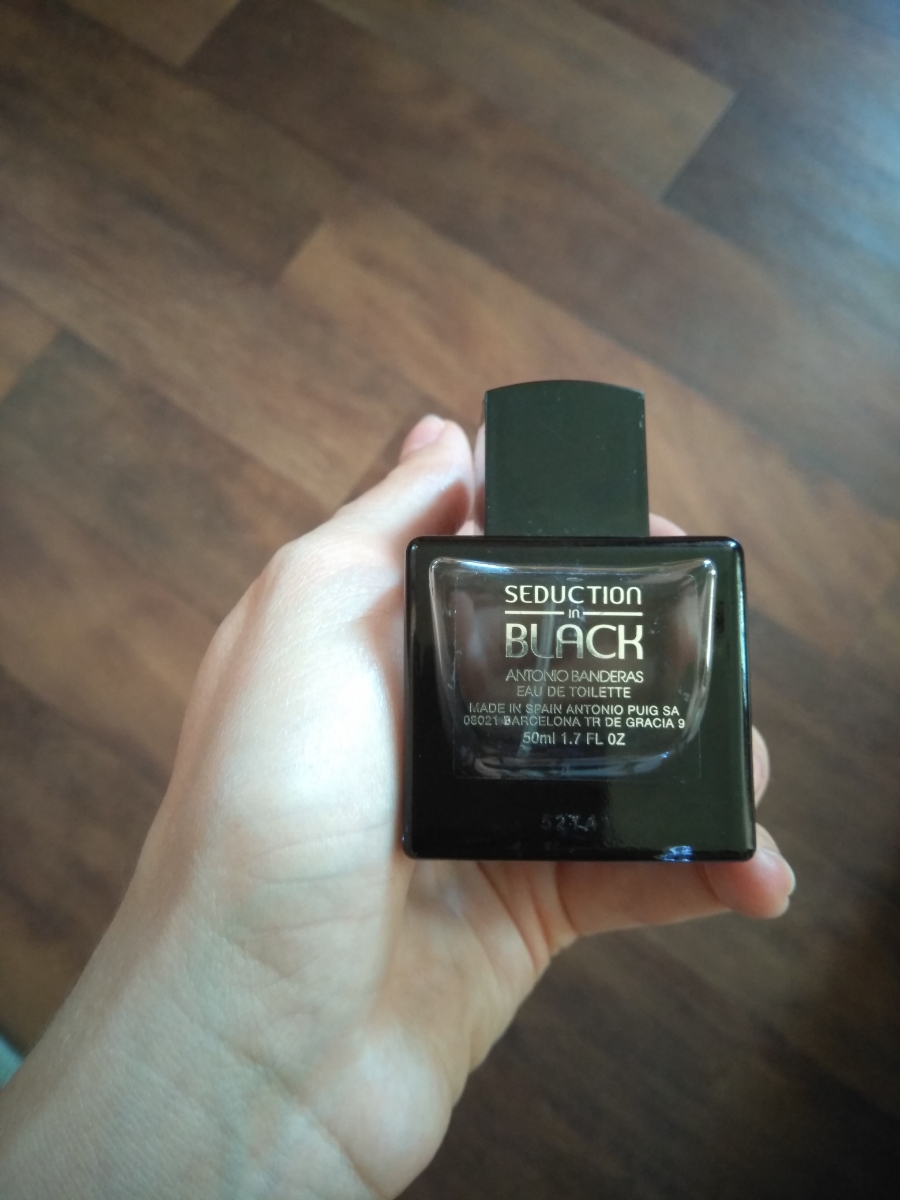 SEDUCTION
in
BLACK
ANTONIO BANDERAS
EAU DE TOILETTE
MADE IN SPAIN ANTONIO PUIG SA
08021 BARCELONA TR DE GRACIA 9
50ml 1.7 FL OZ